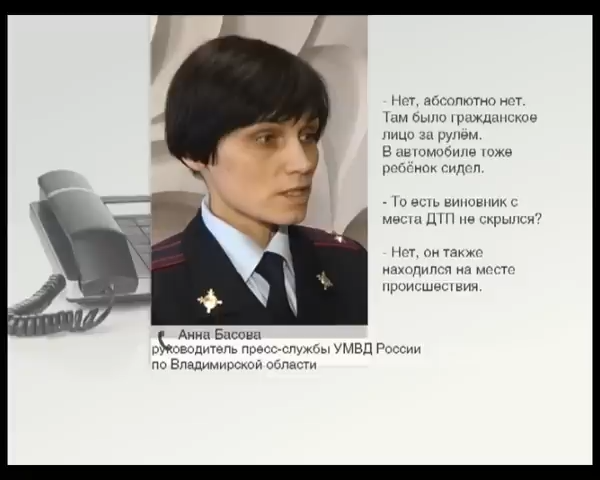 - Нет, абсолютно нет.
Там было гражданское
лицо за рулём.
В автомобиле тоже
ребёнок сидел.
- То есть виновник с
места ДТП не скрылся?
- Нет, он также
находился на месте
происшествия.
Анна Басова
руководитель пресс-службы УМВД России
по Владимирской области